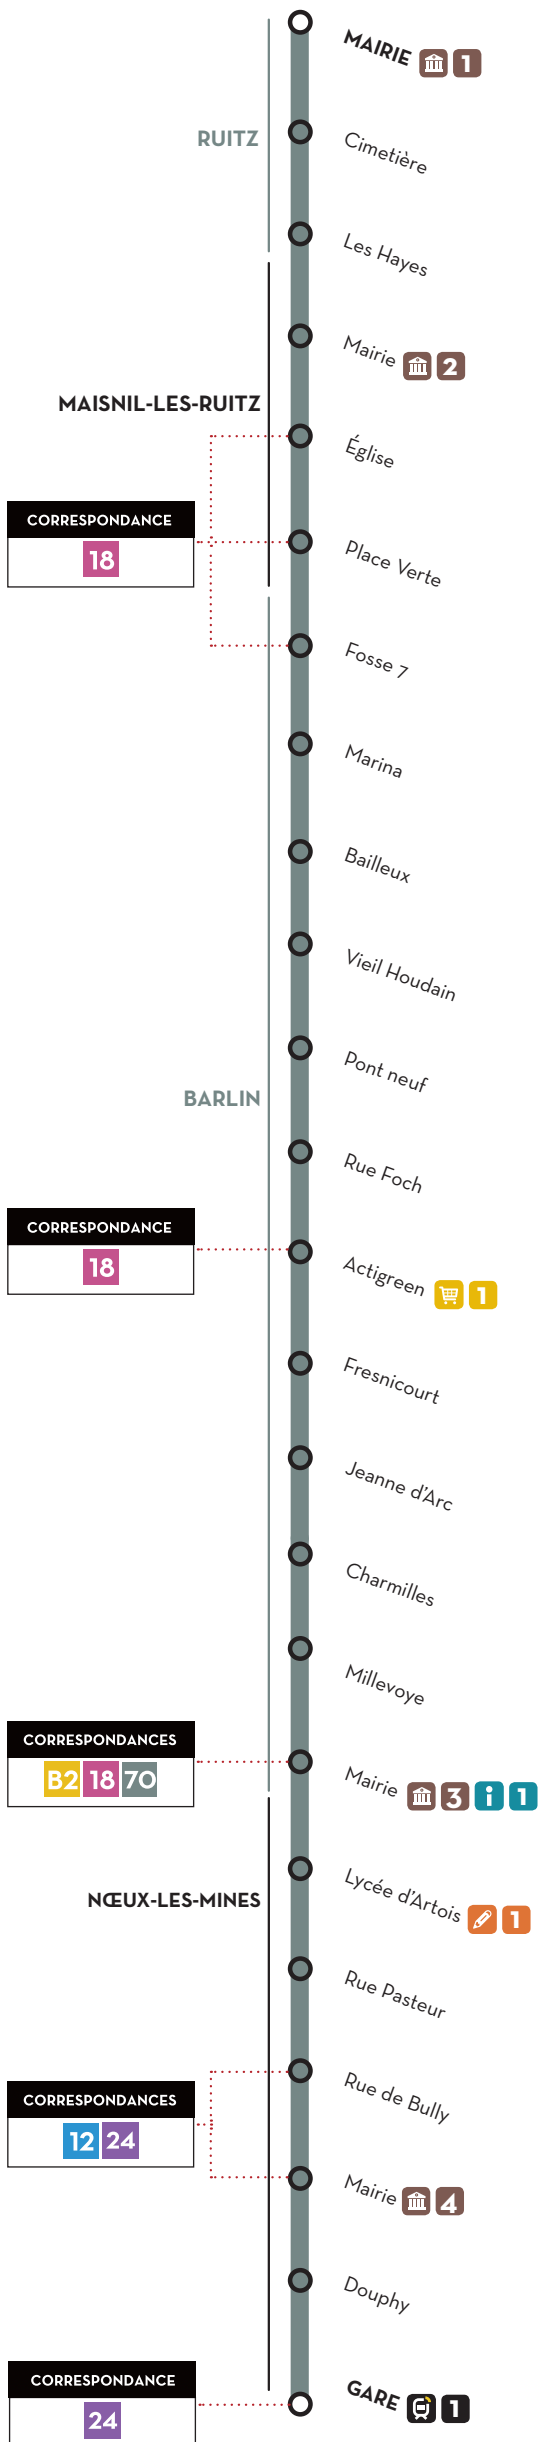 MAIRIE 1
RUITZ
Cimetière
Les Hayes
Mairie 2
MAISNIL-LES-RUITZ
Église
CORRESPONDANCE
18
Place Verte
Fosse 7
Marina
Bailleux
Vieil Houdain
Pont neuf
BARLIN
Rue Foch
CORRESPONDANCE
18
Actigreen 1
Fresnicourt
Jeanne d'Arc
Charmilles
Millevoye
CORRESPONDANCES
B2 18 70
Mairie 3 i 1
Lycée d'Artois 1
NŒUX-LES-MINES
Rue Pasteur
Rue de Bully
CORRESPONDANCES
12 24
Mairie 4
Douphy
CORRESPONDANCE
24
GARE 1